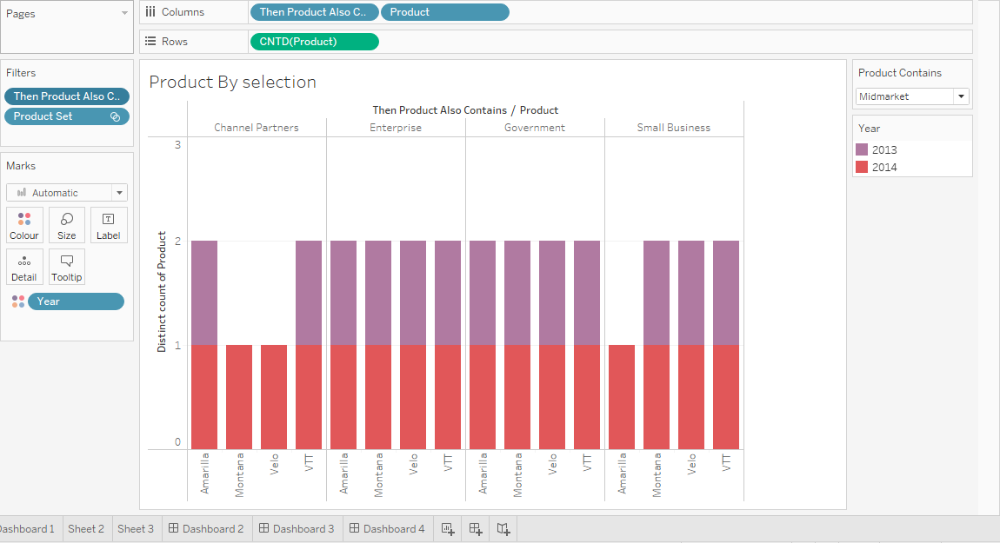 Pages
Columns
Then Product Also C..
Product
Rows
CNTD(Product)
Filters
Then Product Also C..
Product Set
Marks
Automatic
Colour
Size
Label
Detail
Tooltip
Year
Product By selection
Then Product Also Contains / Product
Channel Partners
Enterprise
Government
Small Business
Distinct count of Product
3
2
1
0
Amarilla
Montana
Velo
VTT
Amarilla
Montana
Velo
VTT
Amarilla
Montana
Velo
VTT
Amarilla
Montana
Velo
VTT
Product Contains
Midmarket
Year
2013
2014
Dashboard 1
Sheet 2
Sheet 3
Dashboard 2
Dashboard 3
Dashboard 4